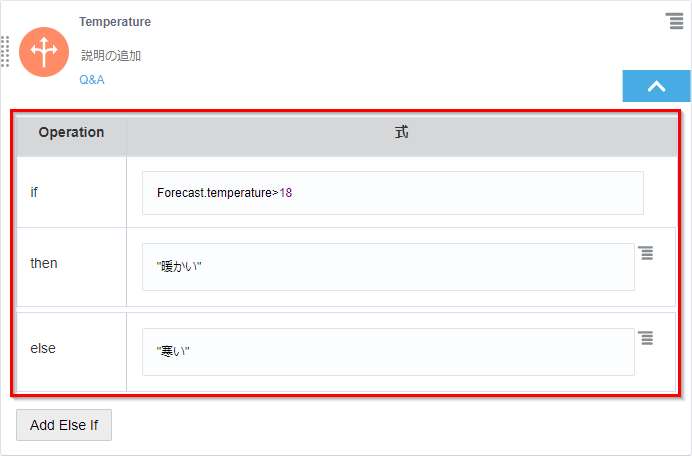 Temperature
説明の追加
Q&A
Operation 式
if Forecast.temperature>18
then "暖かい"
else "寒い"
Add Else If